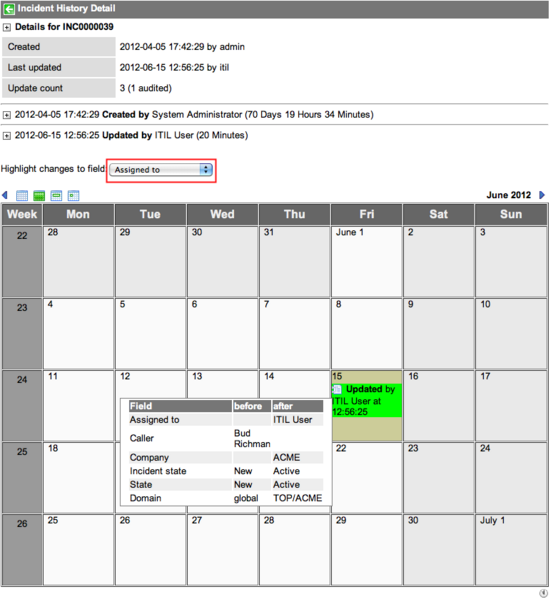 Incident History Detail
Details for INC0000039
Created 2012-04-05 17:42:29 by admin
Last updated 2012-06-15 12:56:25 by itil
Update count 3 (1 audited)
2012-04-05 17:42:29 Created by System Administrator (70 Days 19 Hours 34 Minutes)
2012-06-15 12:56:25 Updated by ITIL User (20 Minutes)
Highlight changes to field: Assigned to
June 2012
Week Mon Tue Wed Thu Fri Sat Sun
22 28 29 30 31 June 1 2 3
23 4 5 6 7 8 9 10
24 11 12 13 14 15 16 17
Updated by
ITIL User at
12:56:25
Field before after
Assigned to ITIL User
Caller Bud
Richman
Company ACME
Incident state New Active
State New Active
Domain global TOP/ACME
25 18 22 23 24
26 25 26 27 28 29 30 July 1